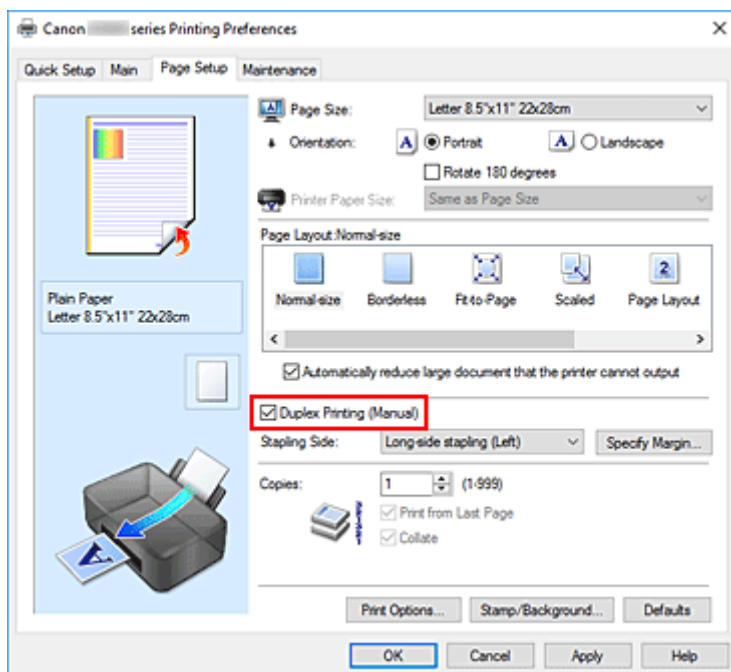 Canon series Printing Preferences
Quick Setup Main Page Setup Maintenance
Page Size: Letter 8.5"x11" 22x28cm
Orientation: A Portrait A Landscape
Rotate 180 degrees
Printer Paper Size: Same as Page Size
Page Layout:Normal-size
2
Normal-size Borderless Fit-to-Page Scaled Page Layout
Plain Paper
Letter 8.5"x11" 22x28cm
Automatically reduce large document that the printer cannot output
Duplex Printing (Manual)
Stapling Side: Long-side stapling (Left) Specify Margin...
Copies: 1 (1-999)
Print from Last Page
Collate
A
Print Options... Stamp/Background... Defaults
OK Cancel Apply Help